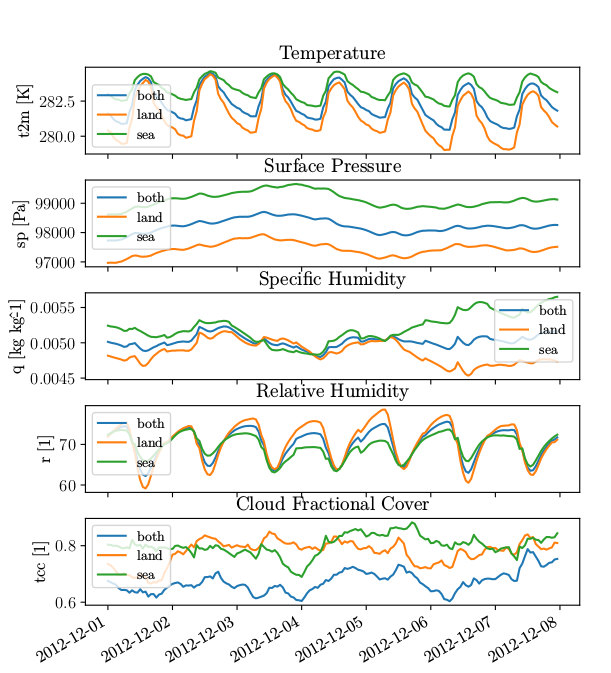 Temperature
t2m [K]
282.5
280.0
both
land
sea
Surface Pressure
sp [Pa]
99000
98000
97000
both
land
sea
Specific Humidity
q [kg kg^-1]
0.0055
0.0050
0.0045
both
land
sea
Relative Humidity
r [1]
70
60
both
land
sea
Cloud Fractional Cover
tcc [1]
0.8
0.6
both
land
sea
2012-12-01
2012-12-02
2012-12-03
2012-12-04
2012-12-05
2012-12-06
2012-12-07
2012-12-08